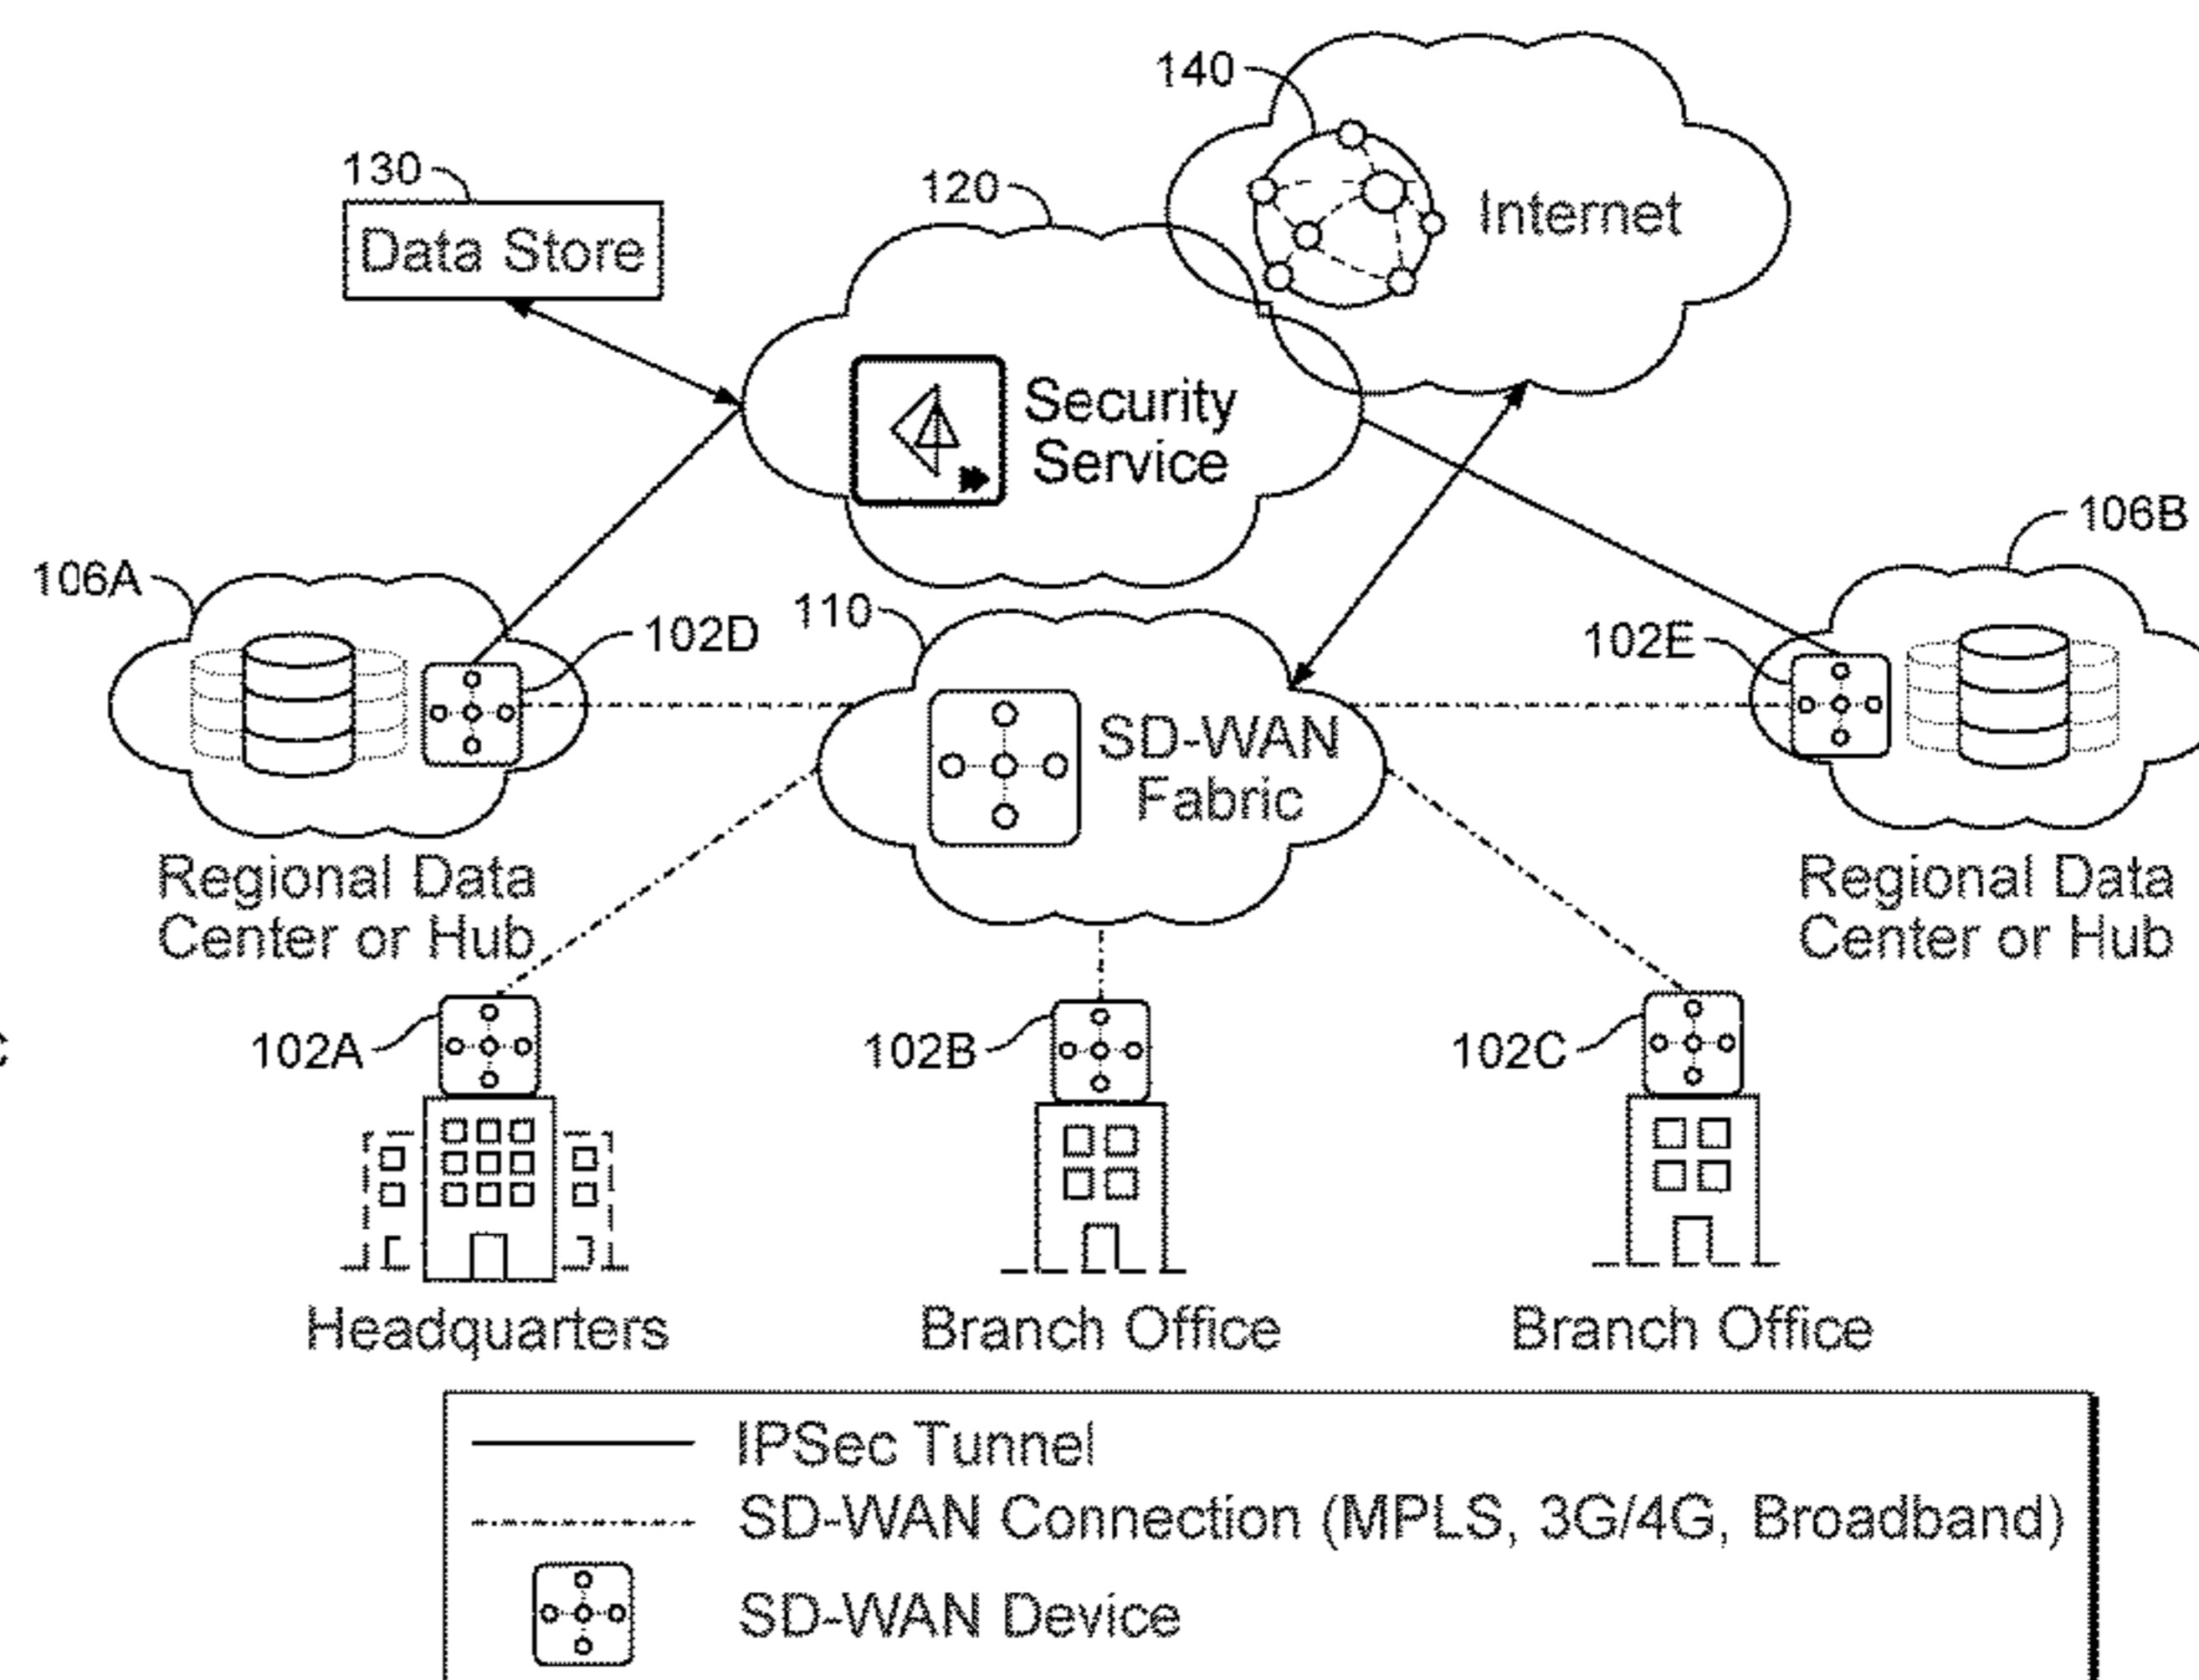 140
130
120
Data Store
Internet
Security
Service
106B
106A
110
102D
102E
SD-WAN
Fabric
Regional Data
Center or Hub
Regional Data
Center or Hub
102A
102B
102C
Headquarters
Branch Office
Branch Office
IPSec Tunnel
SD-WAN Connection (MPLS, 3G/4G, Broadband)
SD-WAN Device